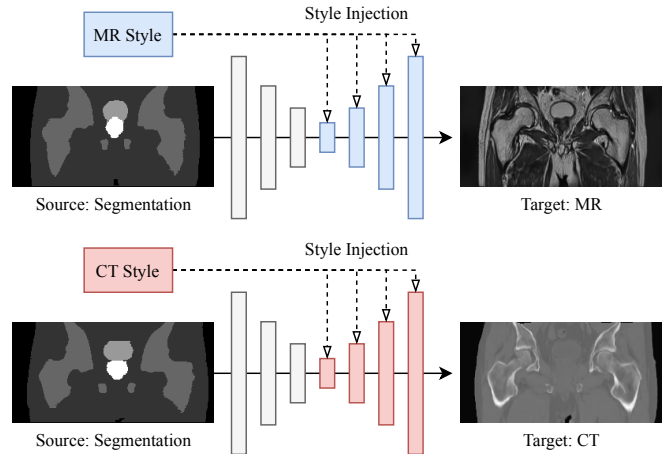 Style Injection
MR Style
Source: Segmentation
Target: MR
Style Injection
CT Style
Source: Segmentation
Target: CT